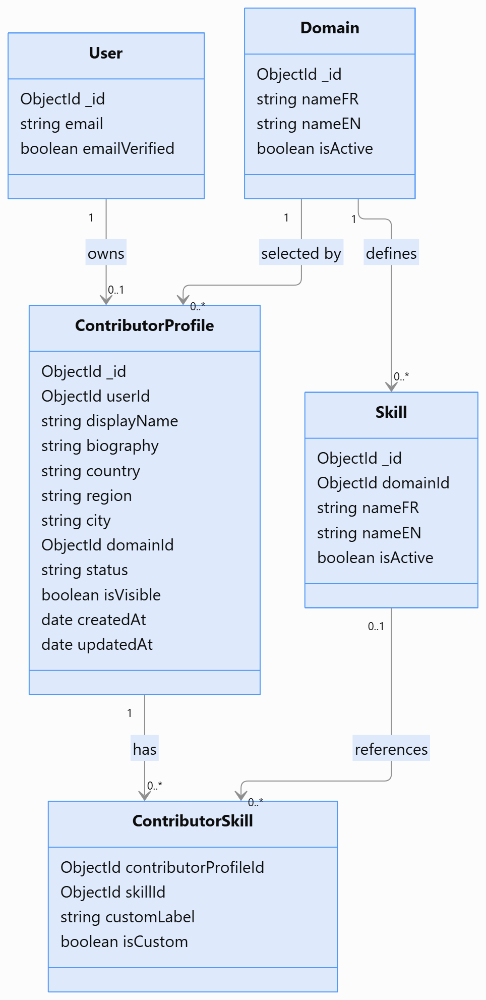 User
ObjectId _id
string email
boolean emailVerified
Domain
ObjectId _id
string nameFR
string nameEN
boolean isActive
1
owns
0..1
1
selected by
0..*
1
defines
0..*
ContributorProfile
ObjectId _id
ObjectId userId
string displayName
string biography
string country
string region
string city
ObjectId domainId
string status
boolean isVisible
date createdAt
date updatedAt
Skill
ObjectId _id
ObjectId domainId
string nameFR
string nameEN
boolean isActive
1
has
0..*
0..1
references
0..*
ContributorSkill
ObjectId contributorProfileId
ObjectId skillId
string customLabel
boolean isCustom